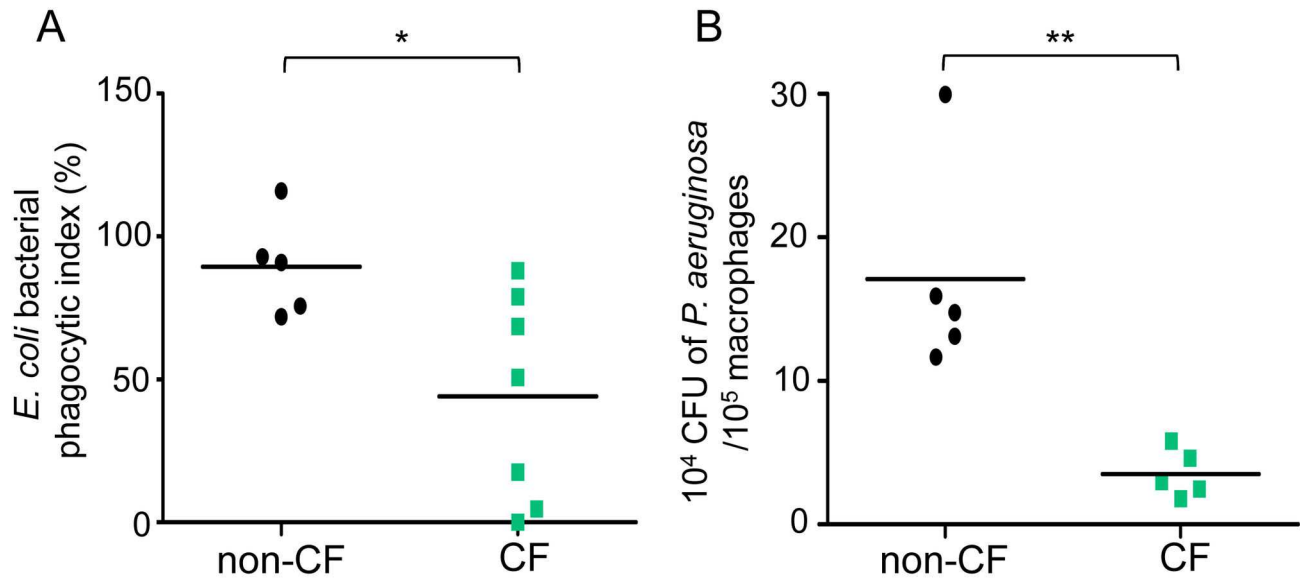 A
*
E. coli bacterial
phagocytic index (%)
150
100
50
0
non-CF
CF
B
**
10⁴ CFU of P. aeruginosa
/10⁵ macrophages
30
20
10
0
non-CF
CF